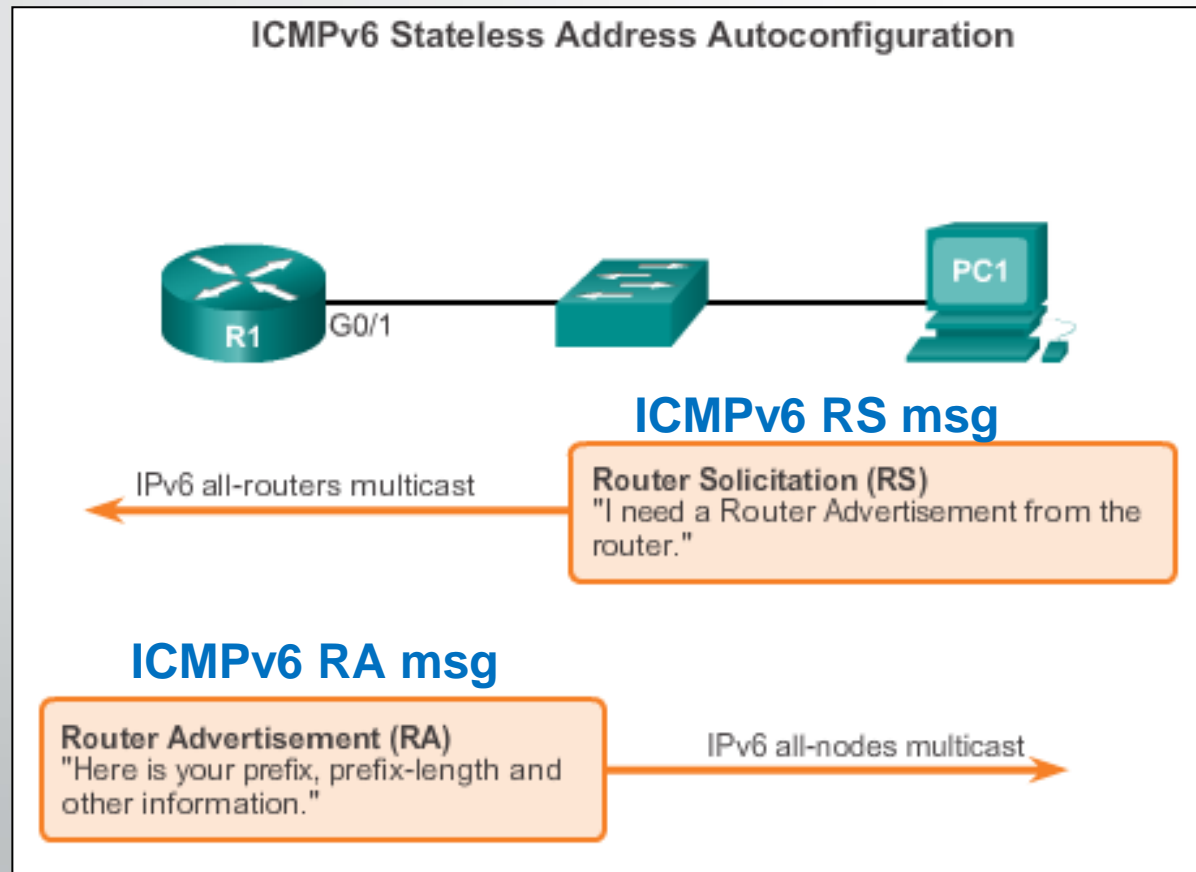 ICMPv6 Stateless Address Autoconfiguration
PC1
R1
G0/1
ICMPv6 RS msg
IPv6 all-routers multicast
Router Solicitation (RS)
"I need a Router Advertisement from the
router."
ICMPv6 RA msg
Router Advertisement (RA)
"Here is your prefix, prefix-length and
other information."
IPv6 all-nodes multicast